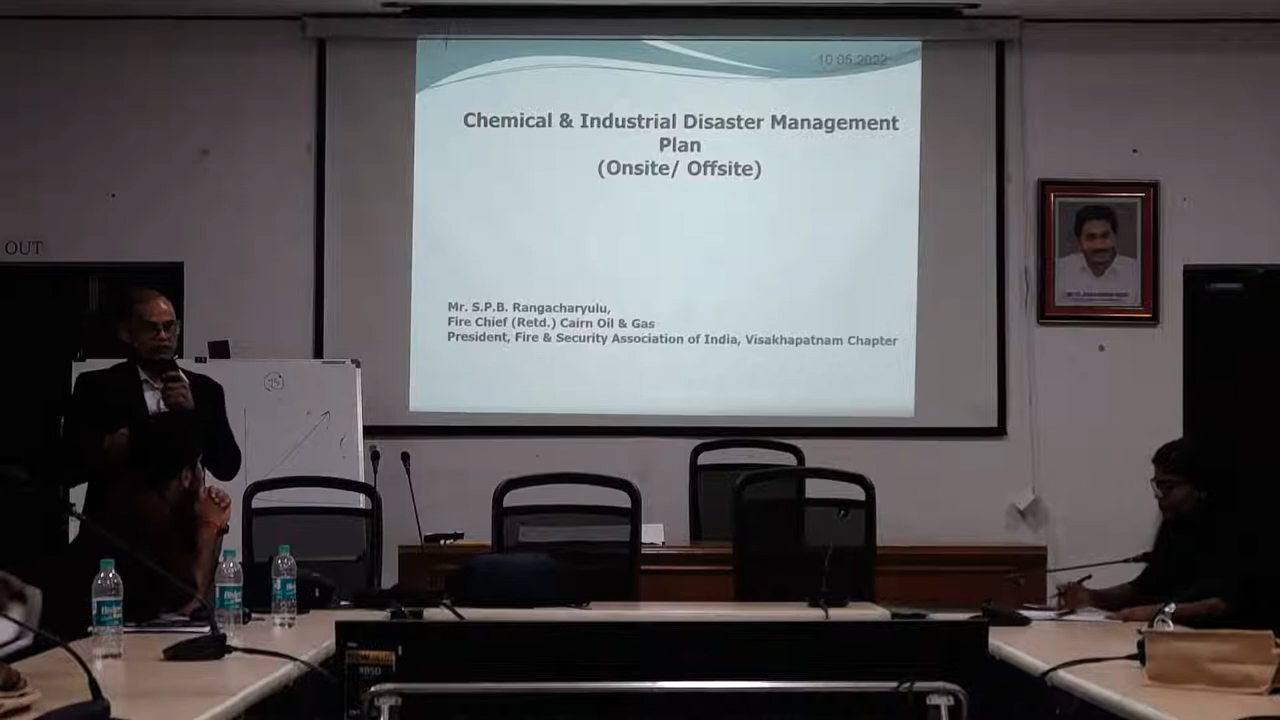 10.05.2022
Chemical & Industrial Disaster Management
Plan
(Onsite/ Offsite)
OUT
Mr. S.P.B. Rangacharyulu,
Fire Chief (Retd.) Cairn Oil & Gas
President, Fire & Security Association of India, Visakhapatnam Chapter